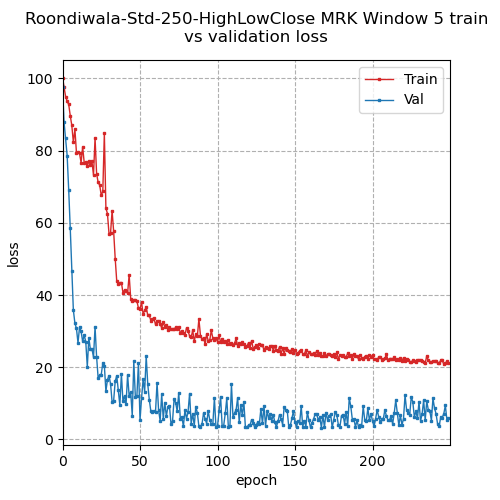 Roondiwala-Std-250-HighLowClose MRK Window 5 train
vs validation loss
100
80
60
40
20
0
loss
Train
Val
0 50 100 150 200
epoch